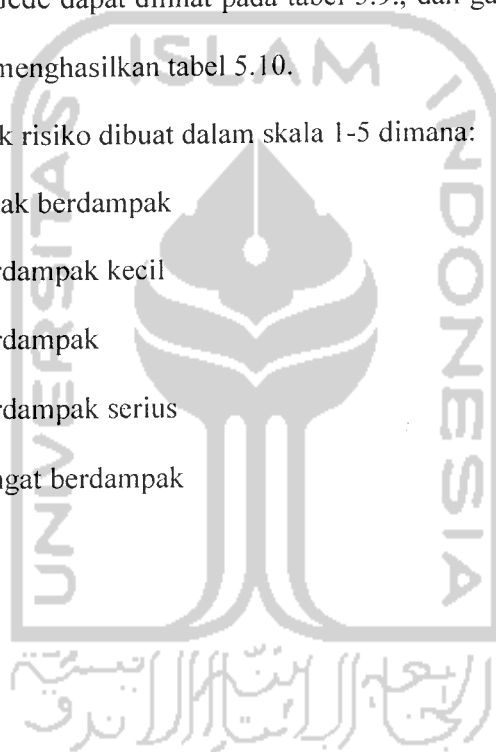 dapat dilihat pada tabel 5.9., dan
menghasilkan tabel 5.10.
k risiko dibuat dalam skala 1-5 dimana:
ak berdampak
rdampak kecil
rdampak
rdampak serius
ngat berdampak
UNIVERSITAS
ISLAM
INDONESIA